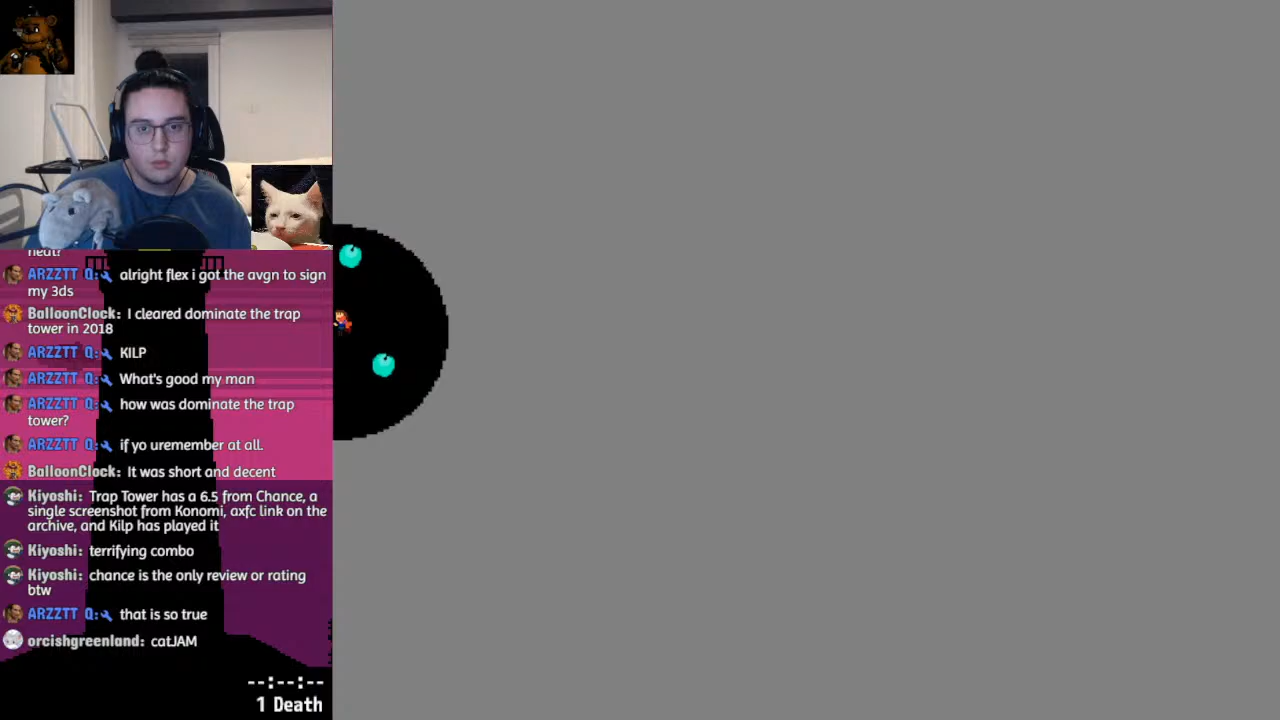 neat?
ARZZTT Q: alright flex i got the avgn to sign
my 3ds
BalloonClock: I cleared dominate the trap
tower in 2018
ARZZTT Q: KILP
ARZZTT Q: What's good my man
ARZZTT Q: how was dominate the trap
tower?
ARZZTT Q: if yo uremember at all.
BalloonClock: It was short and decent
Kiyoshi: Trap Tower has a 6.5 from Chance, a
single screenshot from Konomi, axfc link on the
archive, and Kilp has played it
Kiyoshi: terrifying combo
Kiyoshi: chance is the only review or rating
btw
ARZZTT Q: that is so true
orcishgreenland: catJAM
--:--:--
1 Death